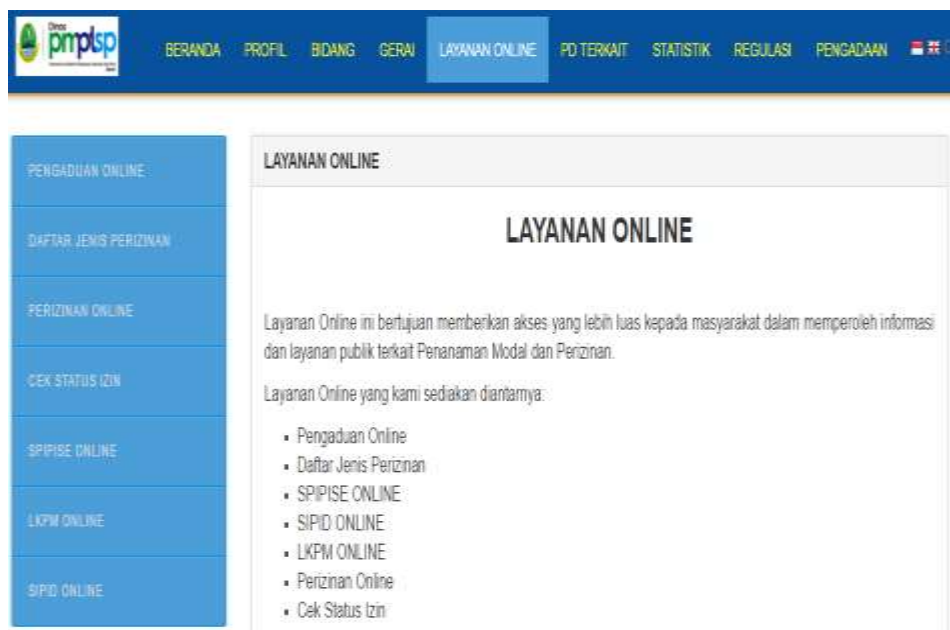 Dinas
pmptsp
BERANDA PROFIL BIDANG GERAI LAYANAN ONLINE PD TERKAIT STATISTIK REGULASI PENGADAAN
PENGADUAN ONLINE
DAFTAR JENIS PERIZINAN
PERIZINAN ONLINE
CEK STATUS IZIN
SPIPISE ONLINE
LKPM ONLINE
SIPID ONLINE
LAYANAN ONLINE
LAYANAN ONLINE
Layanan Online ini bertujuan memberikan akses yang lebih luas kepada masyarakat dalam memperoleh informasi
dan layanan publik terkait Penanaman Modal dan Perizinan.
Layanan Online yang kami sediakan diantarnya:
▪ Pengaduan Online
▪ Daftar Jenis Perizinan
▪ SPIPISE ONLINE
▪ SIPID ONLINE
▪ LKPM ONLINE
▪ Perizinan Online
▪ Cek Status Izin